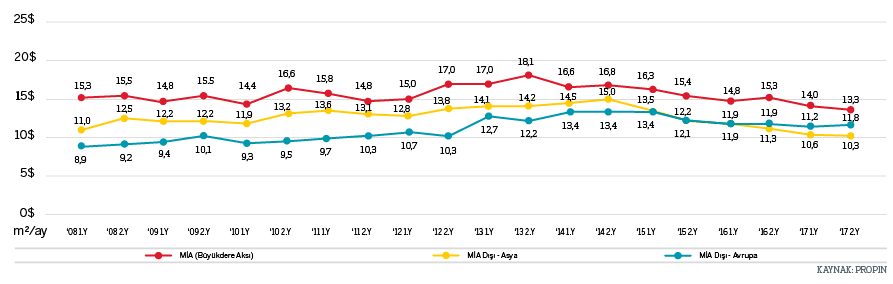 25$
20$
15$
10$
5$
0$
m²/ay
15,3 15,5 14,8 15.5 14,4 16,6 15,8 14,8 15,0 17,0 17,0 18,1 16,6 16,8 16,3 15,4 14,8 15,3 14,0 13,3
11,0 12,5 12,2 12,2 11,9 13,2 13,6 13,1 12,8 13,8 14,1 14,2 14,5 15,0 13,5 12,2 11,9 11,9 11,2 11,8
8,9 9,2 9,4 10,1 9,3 9,5 9,7 10,3 10,7 10,3 12,7 12,2 13,4 13,4 13,4 12,1 11,9 11,3 10,6 10,3
'08 1.Y '08 2.Y '09 1.Y '09 2.Y '10 1.Y '10 2.Y '11 1.Y '11 2.Y '12 1.Y '12 2.Y '13 1.Y '13 2.Y '14 1.Y '14 2.Y '15 1.Y '15 2.Y '16 1.Y '16 2.Y '17 1.Y '17 2.Y
MİA (Büyükdere Aksı) MİA Dışı - Asya MİA Dışı - Avrupa
KAYNAK: PROPIN